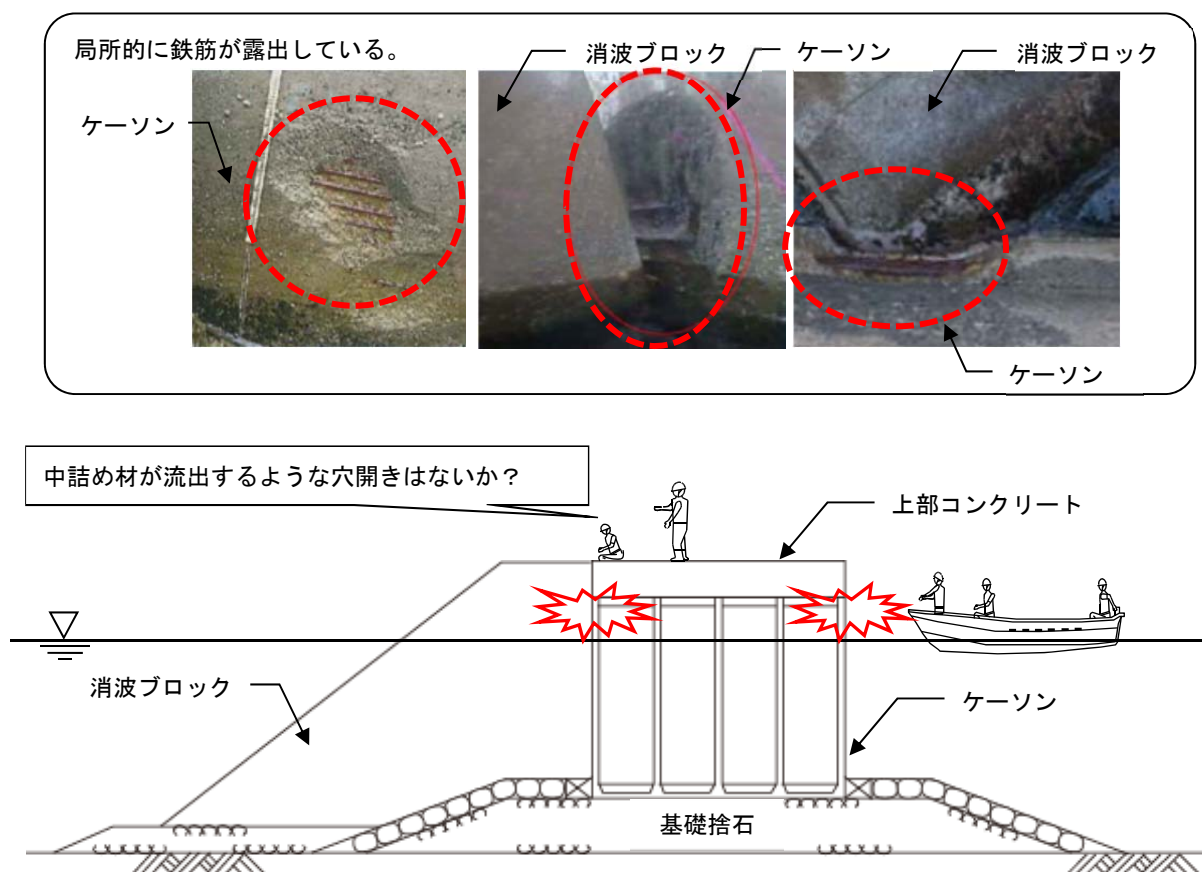 局所的に鉄筋が露出している。
消波ブロック
ケーソン
消波ブロック
ケーソン
ケーソン
中詰め材が流出するような穴開きはないか？
上部コンクリート
消波ブロック
ケーソン
基礎捨石